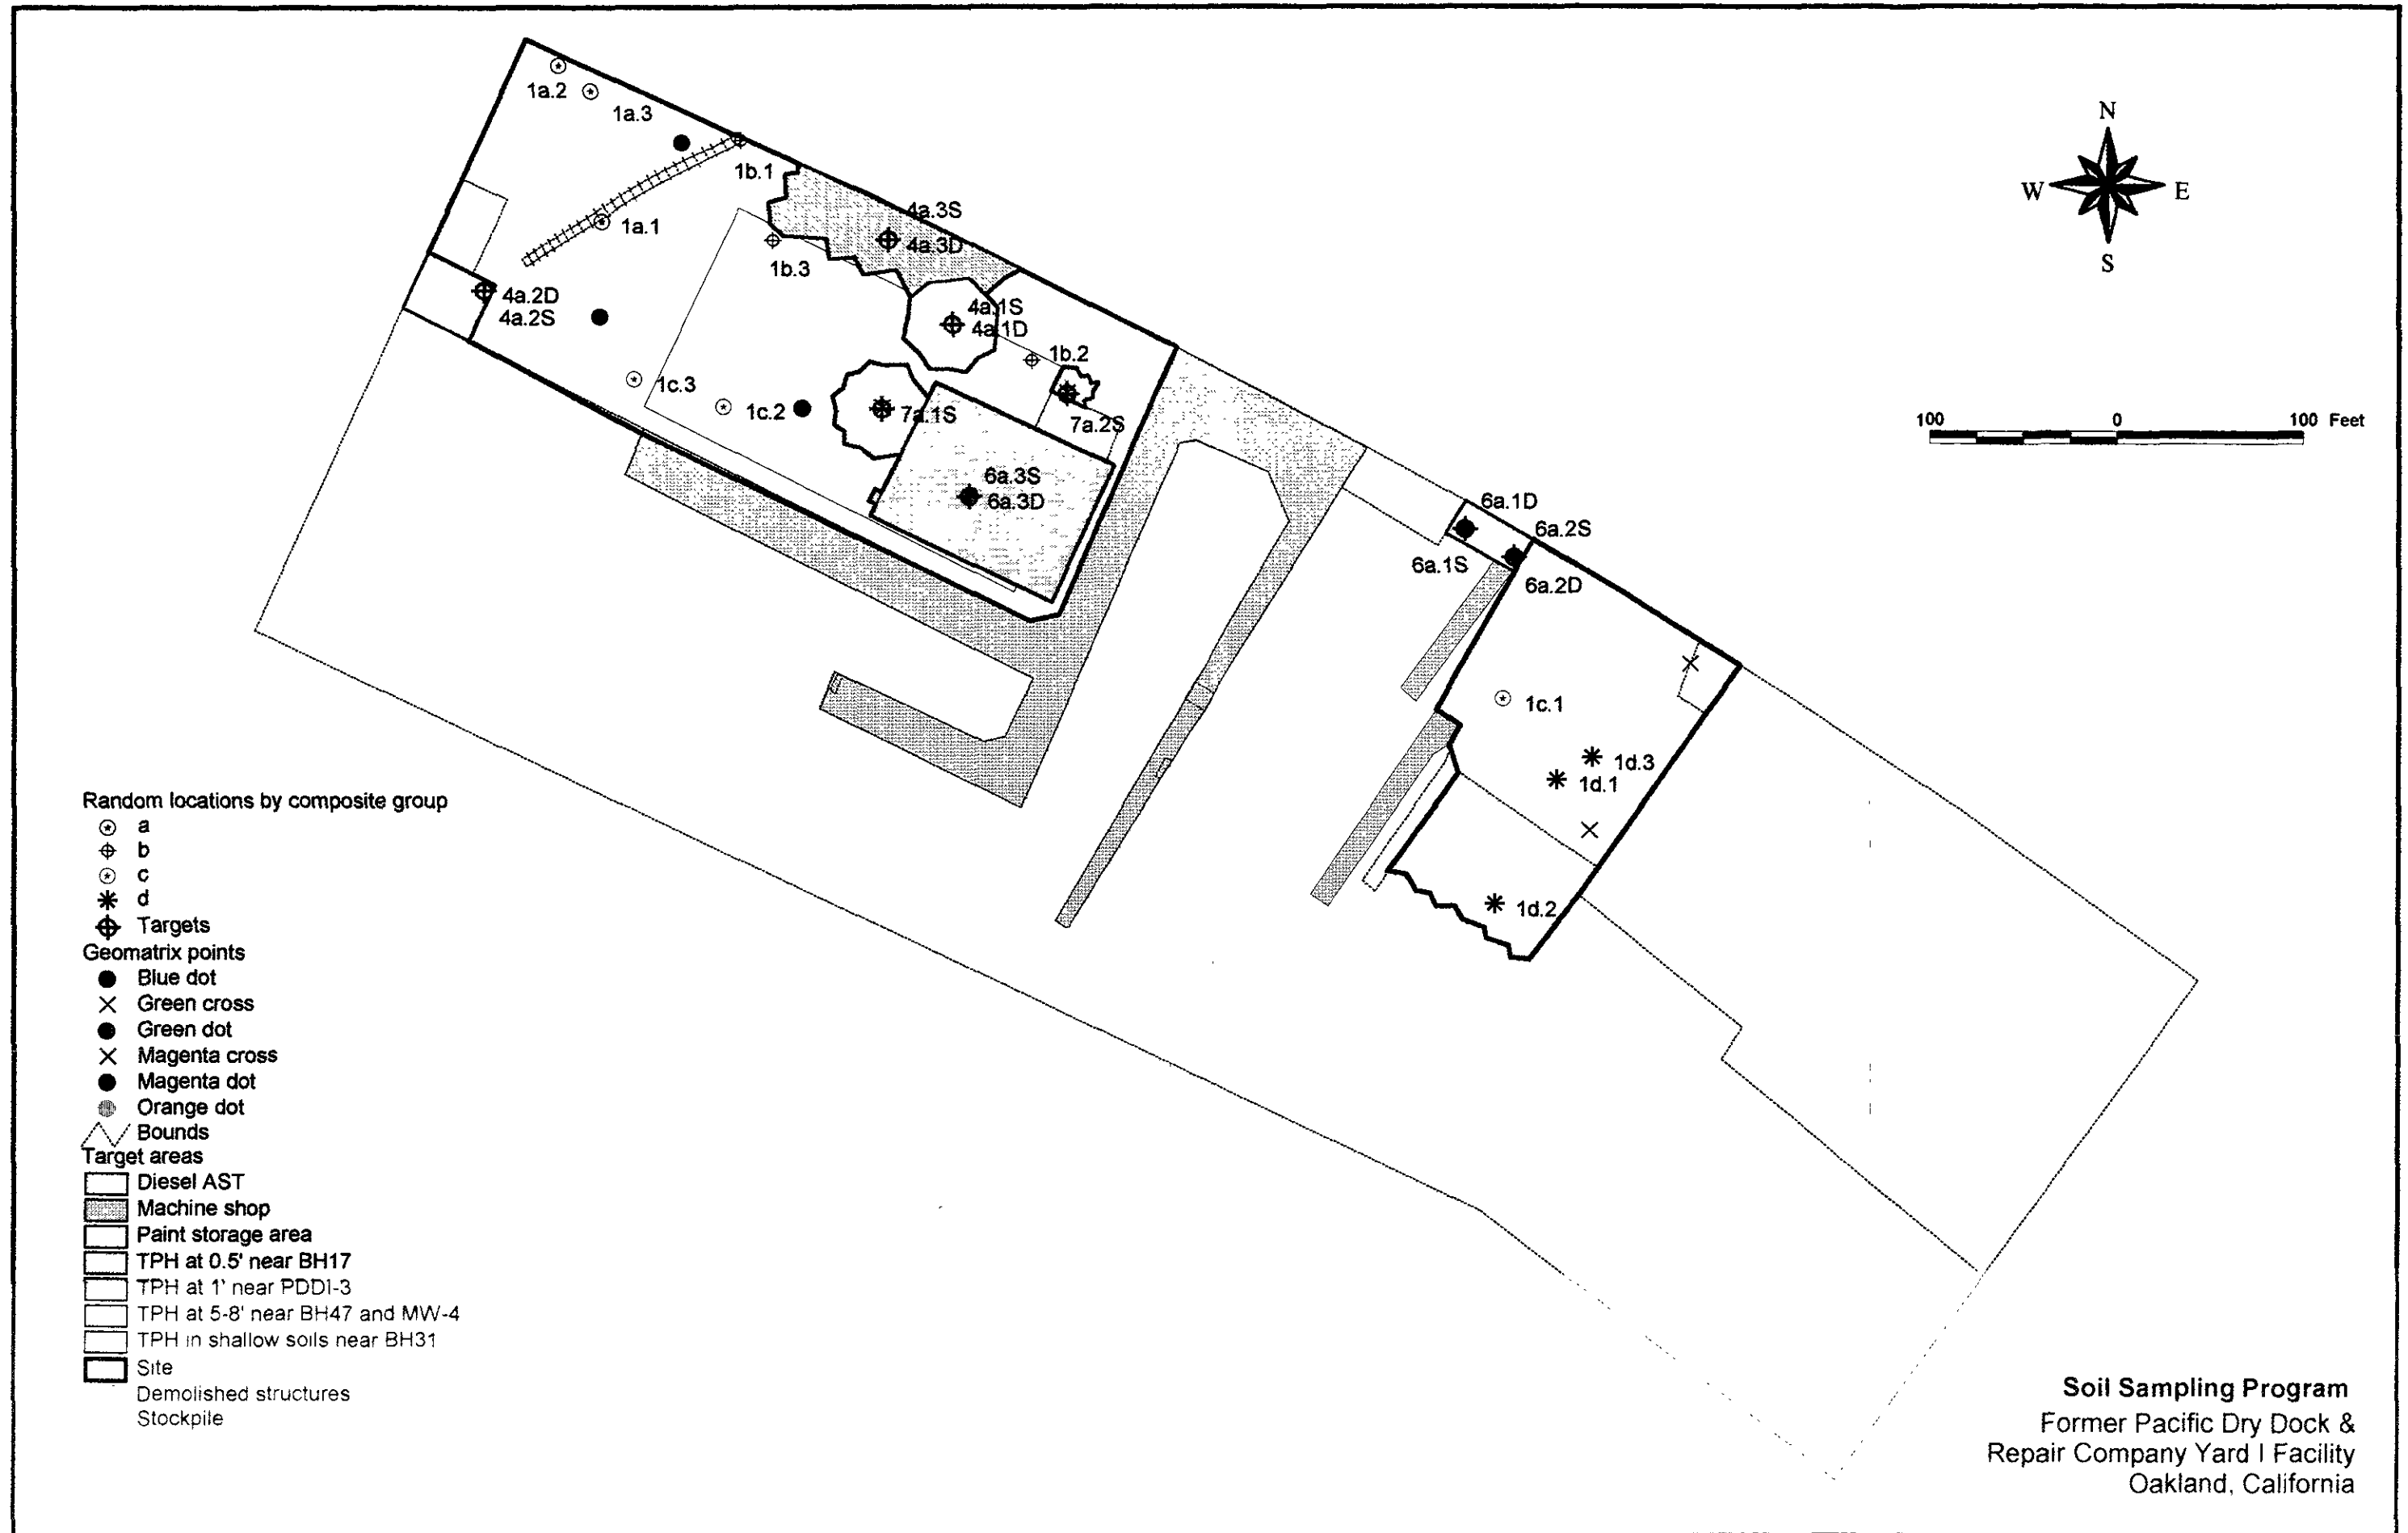 1a.2
1a.3
1b.1
1a.1
4a.3S
4a.3D
1b.3
4a.2D
4a.2S
4a.1S
4a.1D
1b.2
1c.3
1c.2
7a.1S
7a.2S
6a.3S
6a.3D
N
W E
S
100 0 100 Feet
6a.1D
6a.2S
6a.1S
6a.2D
1c.1
1d.3
1d.1
1d.2
Random locations by composite group
a
b
c
d
Targets
Geomatrix points
Blue dot
Green cross
Green dot
Magenta cross
Magenta dot
Orange dot
Bounds
Target areas
Diesel AST
Machine shop
Paint storage area
TPH at 0.5' near BH17
TPH at 1' near PDDI-3
TPH at 5-8' near BH47 and MW-4
TPH in shallow soils near BH31
Site
Demolished structures
Stockpile
Soil Sampling Program
Former Pacific Dry Dock &
Repair Company Yard I Facility
Oakland, California